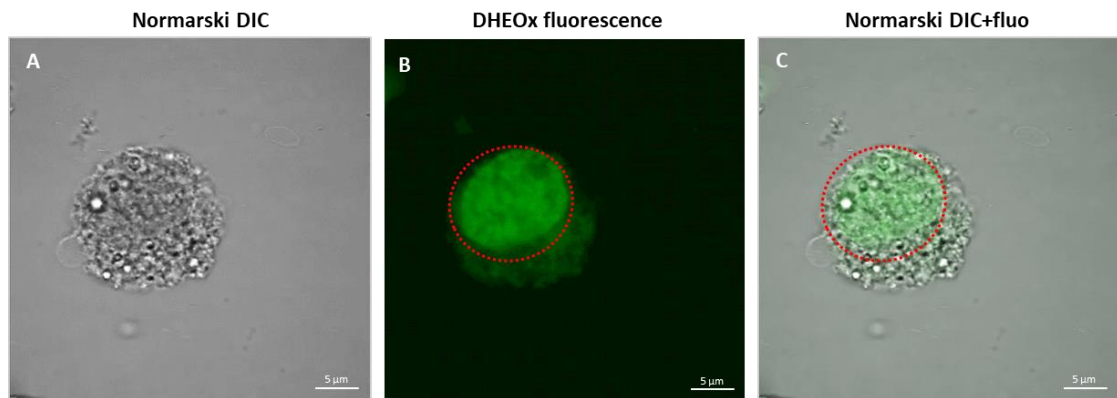 Normarski DIC
DHEOx fluorescence
Normarski DIC+fluo
A
B
C
5 µm
5 µm
5 µm